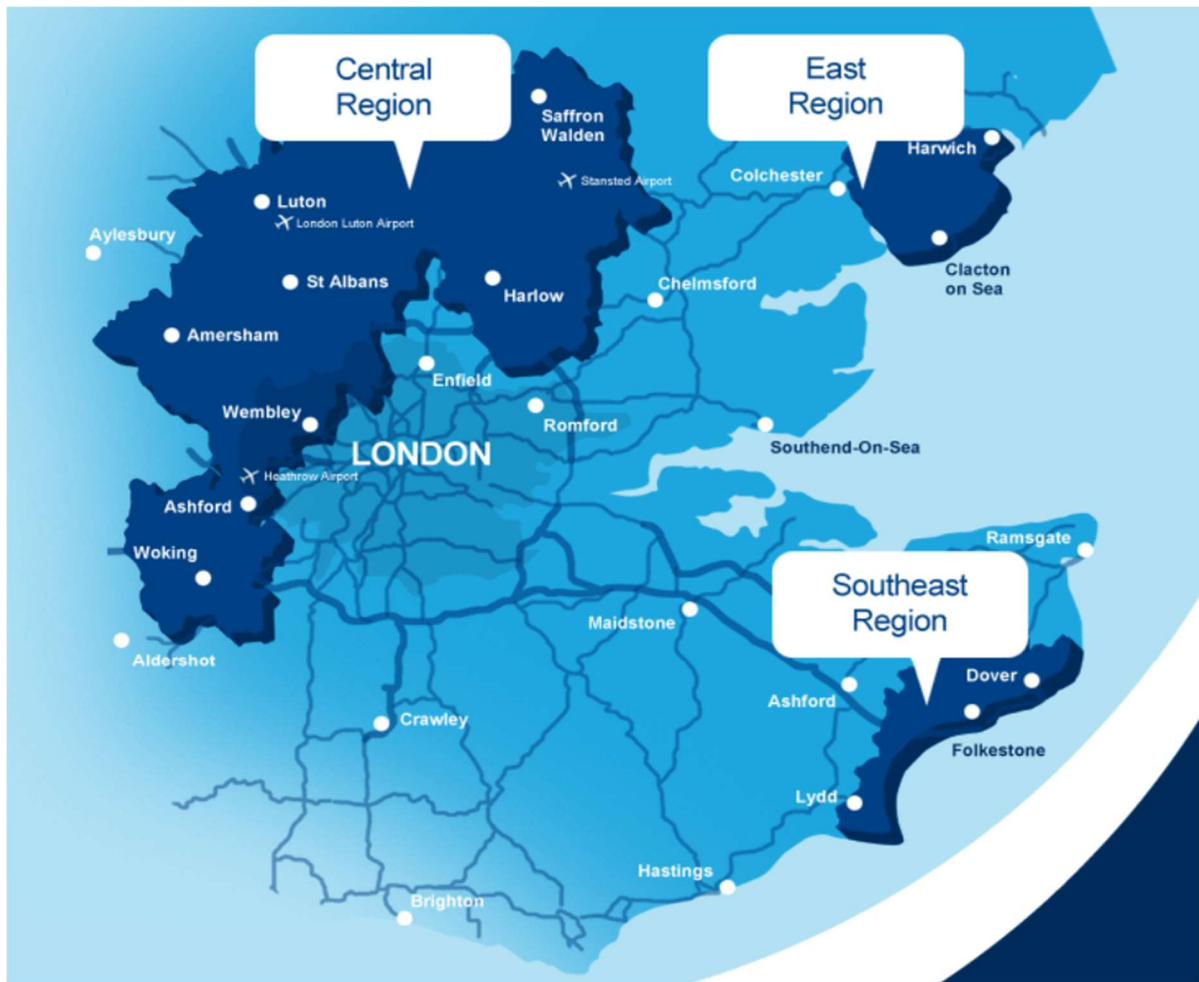 Central
Region
East
Region
Saffron
Walden
Harwich
Stansted Airport
Colchester
Luton
London Luton Airport
Aylesbury
Clacton
on Sea
St Albans
Harlow
Chelmsford
Amersham
Enfield
Wembley
Romford
Southend-On-Sea
LONDON
Heathrow Airport
Ashford
Woking
Ramsgate
Southeast
Region
Maidstone
Aldershot
Dover
Ashford
Crawley
Folkestone
Lydd
Hastings
Brighton